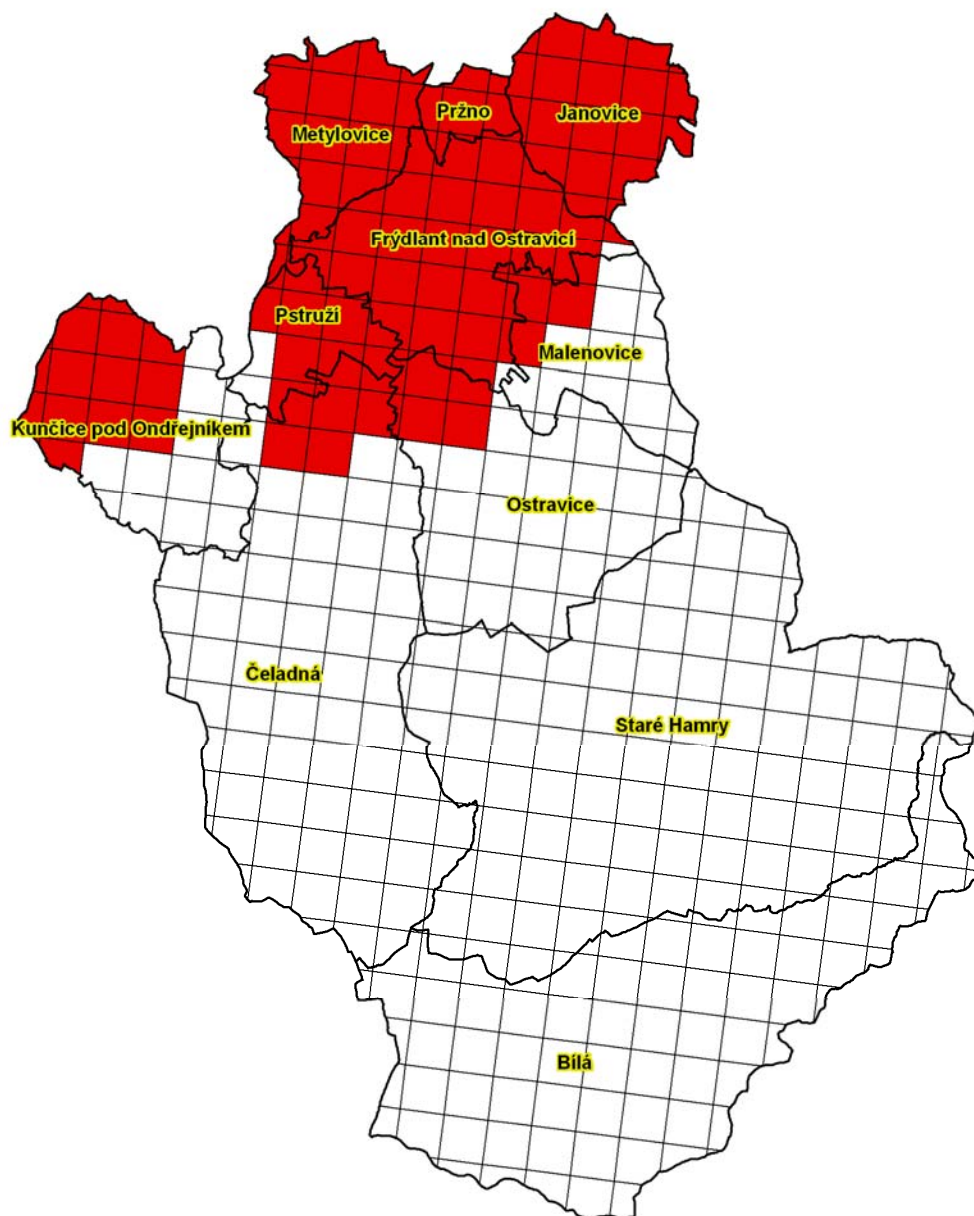 Pržno
Janovice
Metylovice
Frýdlant nad Ostravicí
Pstruží
Malenovice
Kunčice pod Ondřejníkem
Ostravice
Čeladná
Staré Hamry
Bílá